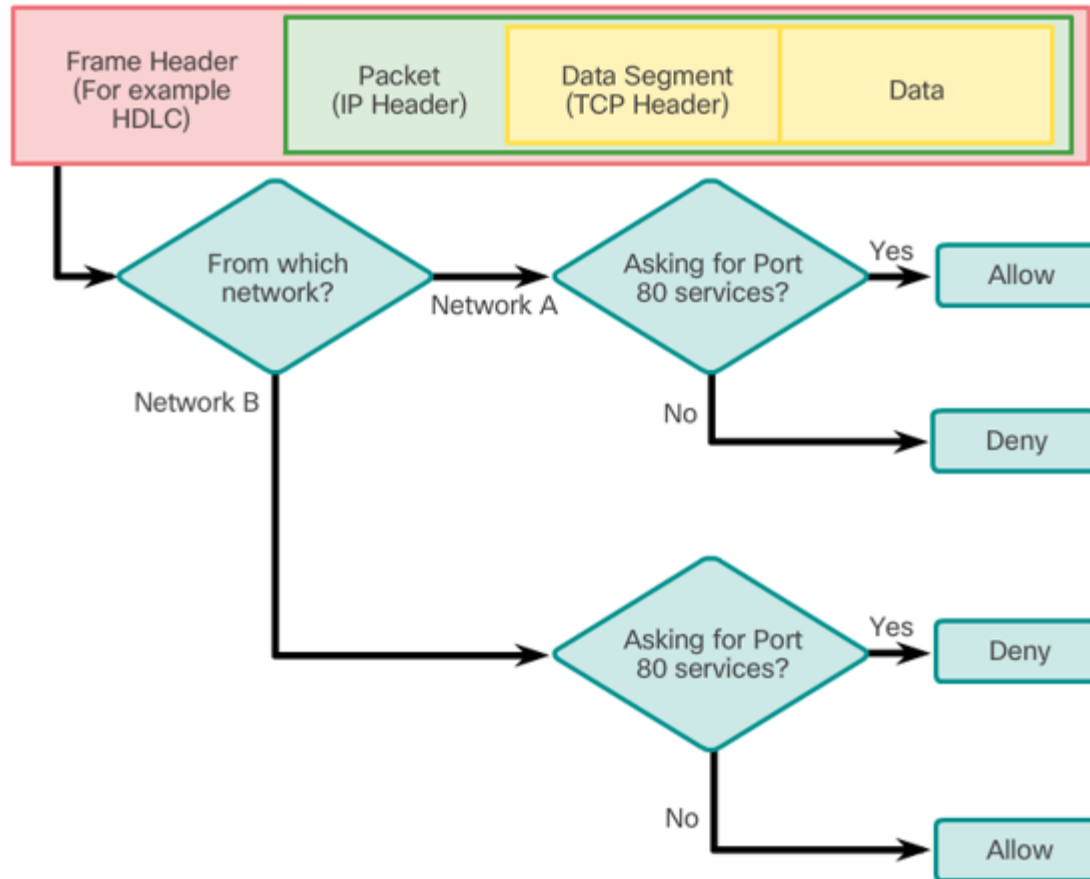 Frame Header
(For example
HDLC)
Packet
(IP Header)
Data Segment
(TCP Header)
Data
From which
network?
Network A
Asking for Port
80 services?
Yes
Allow
No
Deny
Network B
Asking for Port
80 services?
Yes
Deny
No
Allow